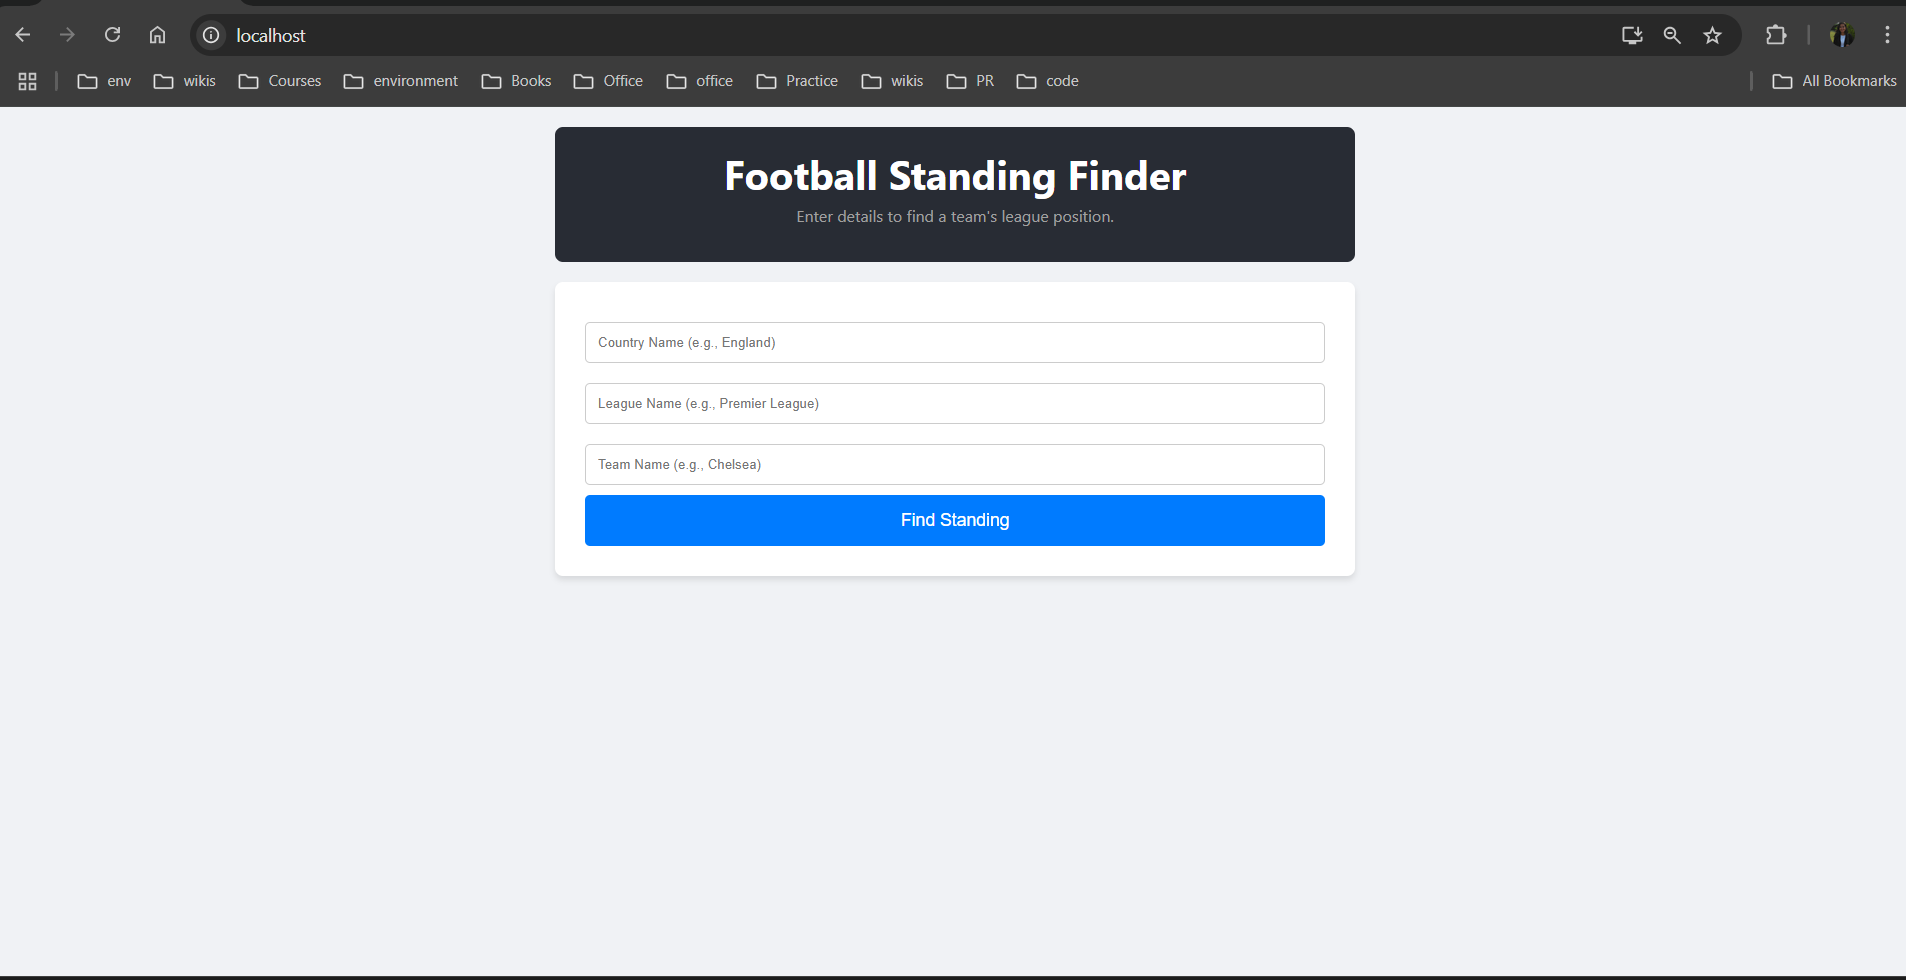 localhost
env wikis Courses environment Books Office office Practice wikis PR code All Bookmarks
Football Standing Finder
Enter details to find a team's league position.
Country Name (e.g., England)
League Name (e.g., Premier League)
Team Name (e.g., Chelsea)
Find Standing